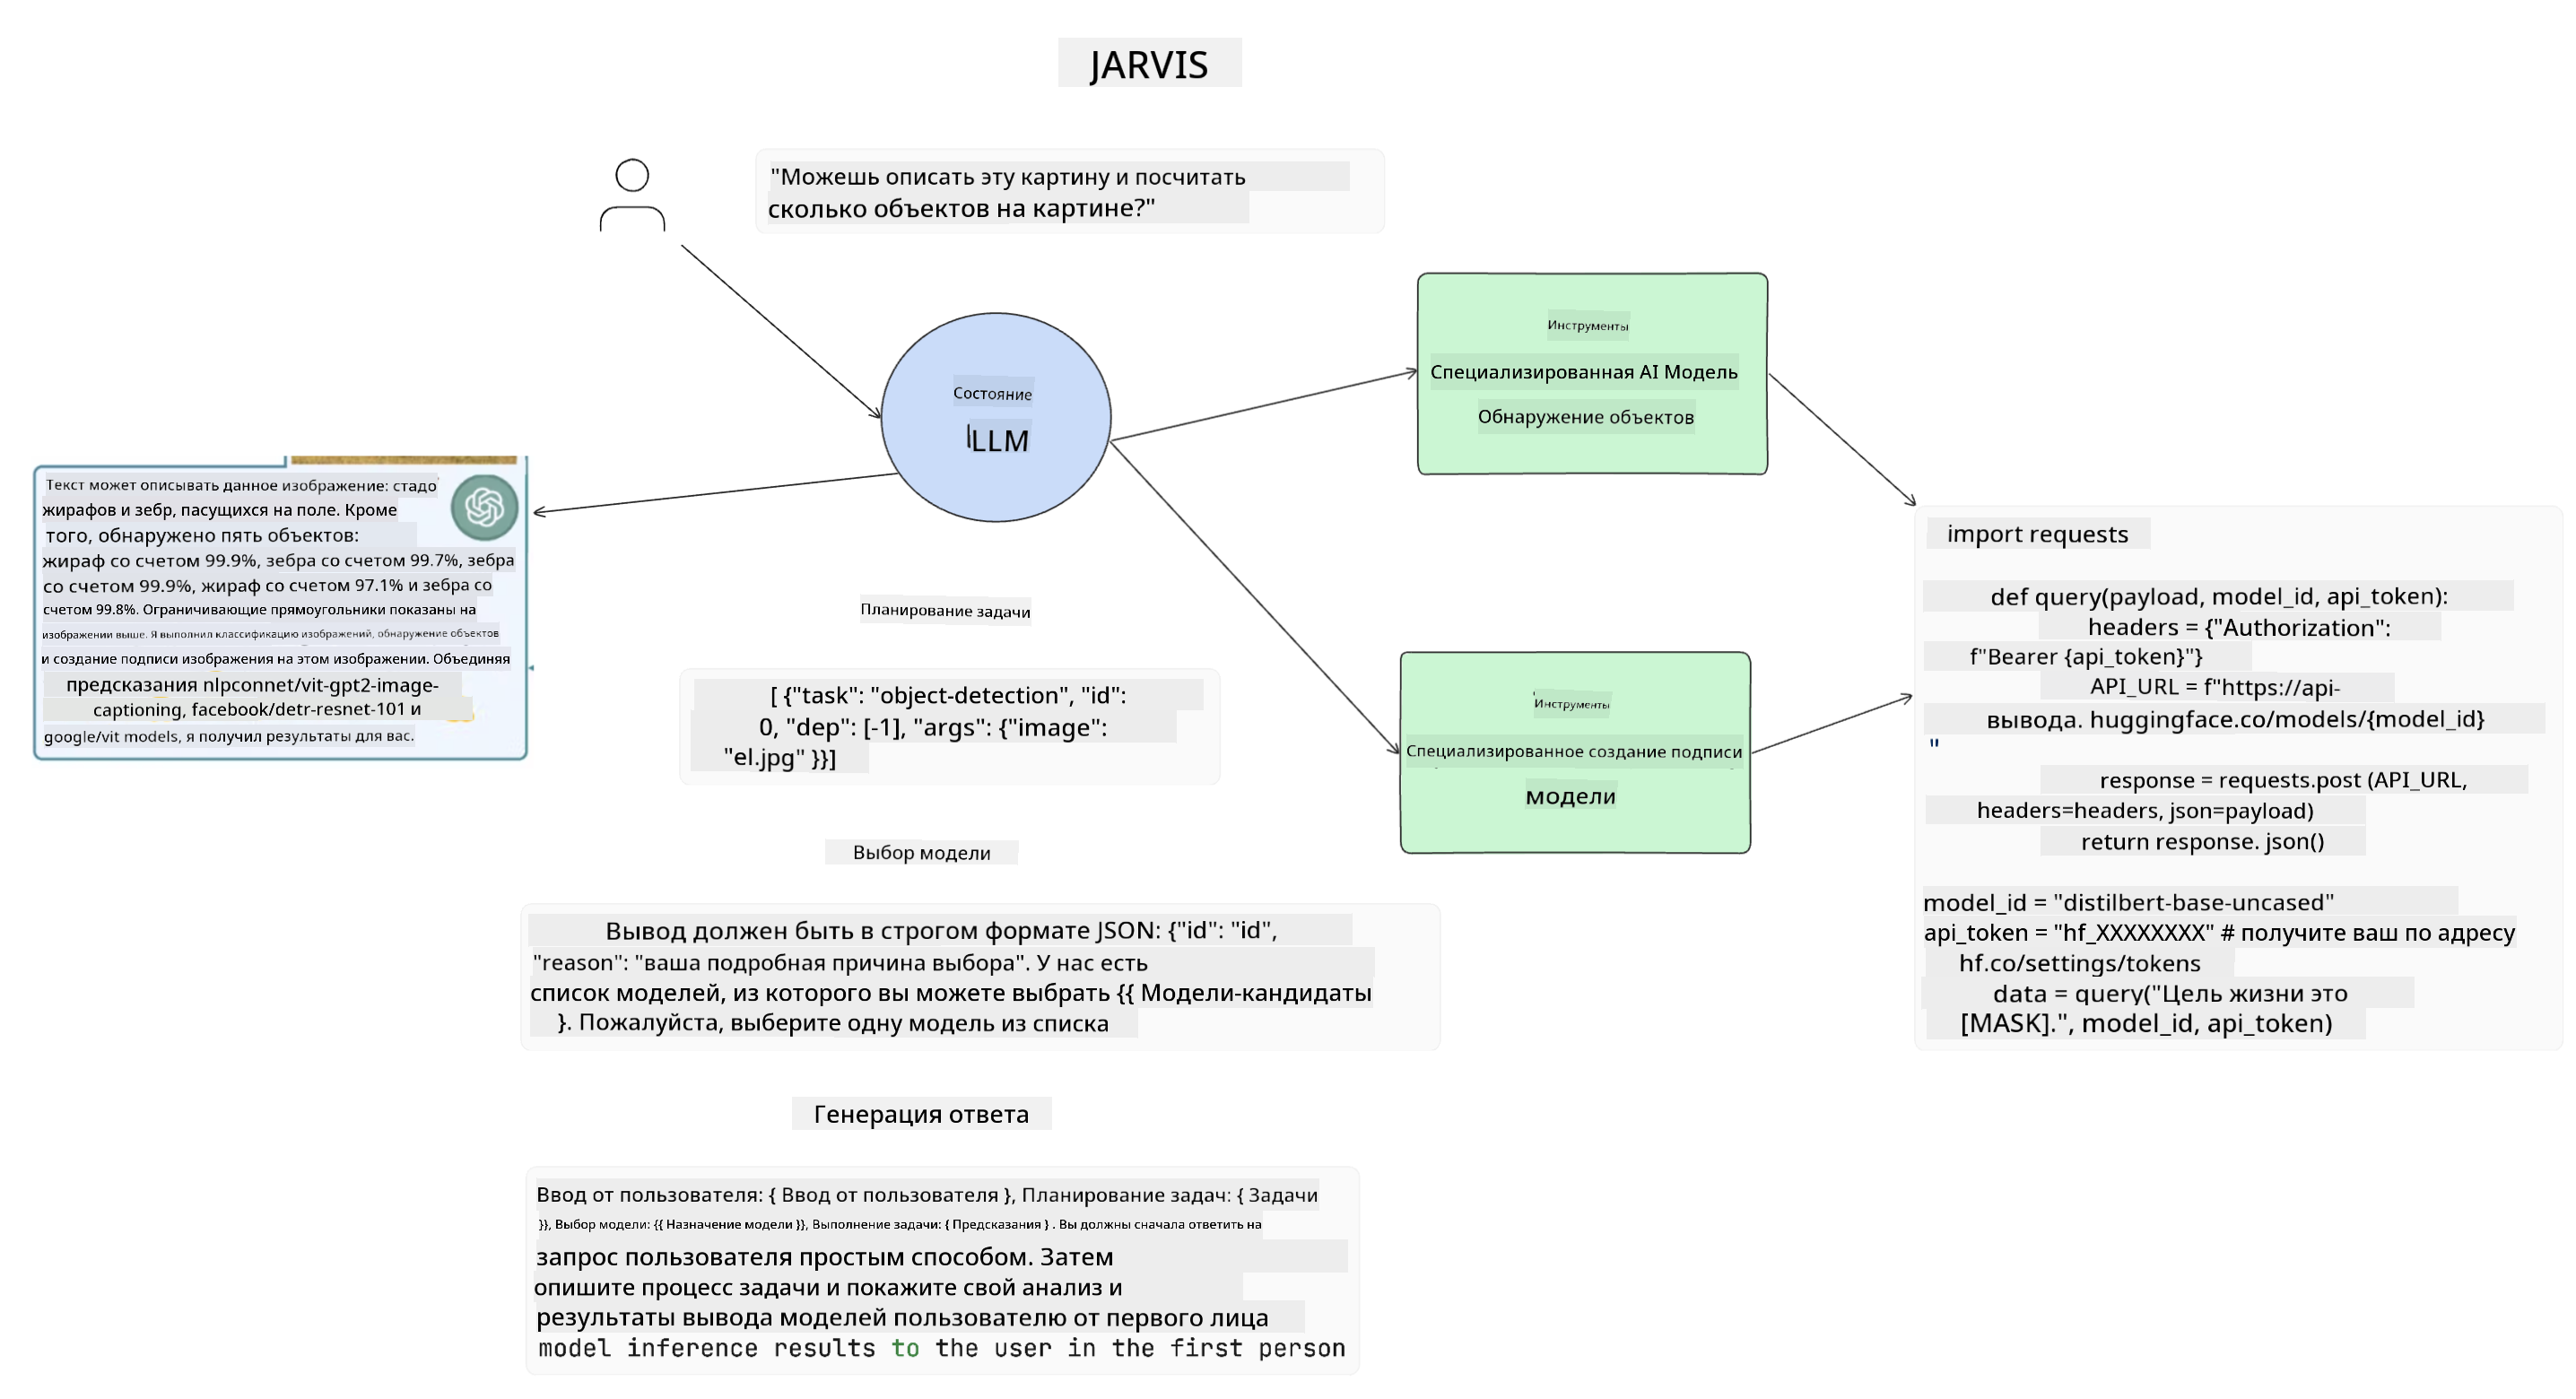 JARVIS
"Можешь описать эту картину и посчитать
сколько объектов на картине?"
Состояние
LLM
Инструменты
Специализированная AI Модель
Обнаружение объектов
Текст может описывать данное изображение: стадо
жирафов и зебр, пасущихся на поле. Кроме
того, обнаружено пять объектов:
жираф со счетом 99.9%, зебра со счетом 99.7%, зебра
со счетом 99.9%, жираф со счетом 97.1% и зебра со
счетом 99.8%. Ограничивающие прямоугольники показаны на
изображении выше. Я выполнил классификацию изображений, обнаружение объектов
и создание подписи изображения на этом изображении. Объединяя
предсказания nlpconnet/vit-gpt2-image-
captioning, facebook/detr-resnet-101 и
google/vit models, я получил результаты для вас.
Планирование задачи
[ {"task": "object-detection", "id":
0, "dep": [-1], "args": {"image":
"el.jpg" }}]
Инструменты
Специализированное создание подписи
модели
import requests
def query(payload, model_id, api_token):
headers = {"Authorization":
f"Bearer {api_token}"}
API_URL = f"https://api-
вывода. huggingface.co/models/{model_id}
"
response = requests.post (API_URL,
headers=headers, json=payload)
return response. json()
model_id = "distilbert-base-uncased"
api_token = "hf_XXXXXXXX" # получите ваш по адресу
hf.co/settings/tokens
data = query("Цель жизни это
[MASK].", model_id, api_token)
Выбор модели
Вывод должен быть в строгом формате JSON: {"id": "id",
"reason": "ваша подробная причина выбора". У нас есть
список моделей, из которого вы можете выбрать {{ Модели-кандидаты
}. Пожалуйста, выберите одну модель из списка
Генерация ответа
Ввод от пользователя: { Ввод от пользователя }, Планирование задач: { Задачи
}}, Выбор модели: {{ Назначение модели }}, Выполнение задачи: { Предсказания } . Вы должны сначала ответить на
запрос пользователя простым способом. Затем
опишите процесс задачи и покажите свой анализ и
результаты вывода моделей пользователю от первого лица
model inference results to the user in the first person